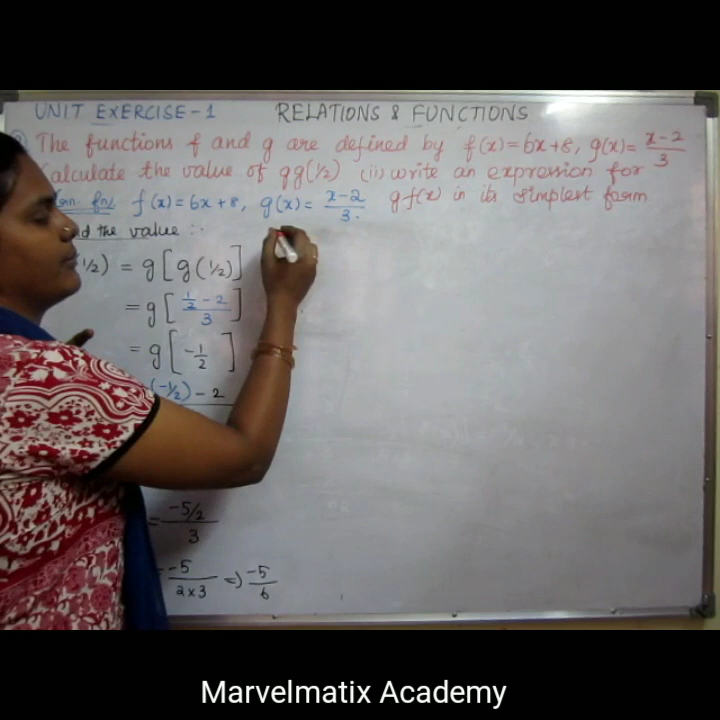 UNIT EXERCISE-1 RELATIONS & FUNCTIONS
The functions f and g are defined by f(x)=6x+8, g(x)= x-2/3
Calculate the value of gg(1/2) (ii) write an expression for
f(x)=6x+8, g(x)= x-2/3. gf(x) in its simplest form
the value :-
1/2) = g[g(1/2)]
= g[1/2-2/3]
= g[-1/2]
(-1/2)-2
= -5/2/3
-5/2x3 => -5/6
Marvelmatix Academy